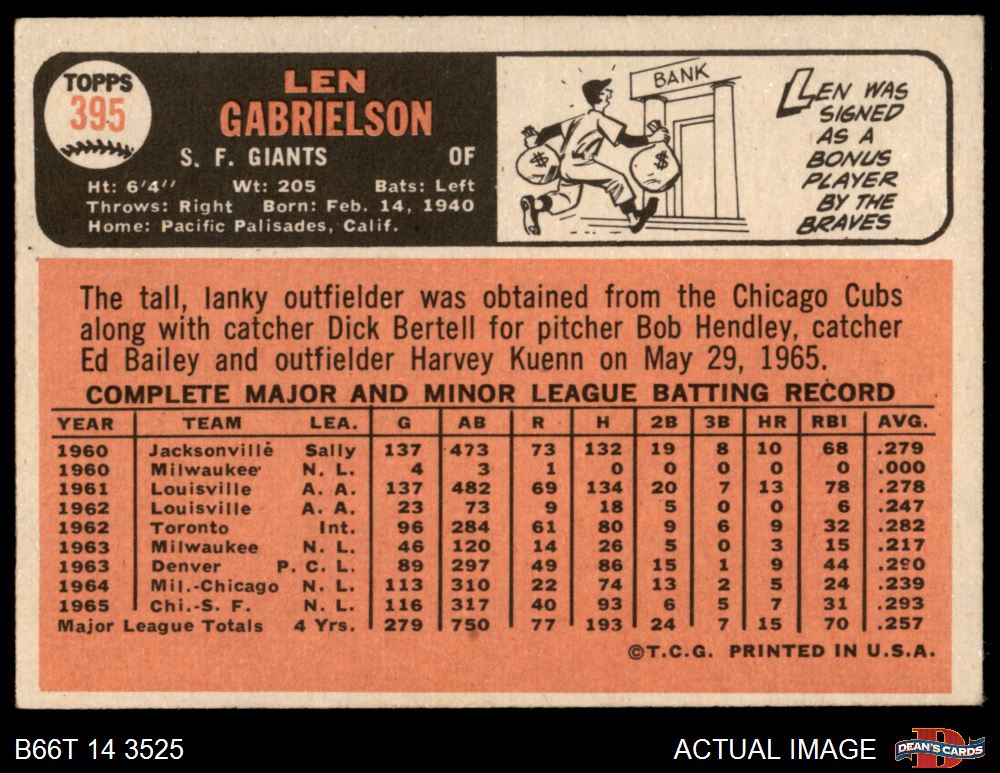 TOPPS
395
LEN
GABRIELSON
S. F. GIANTS OF
Ht: 6'4'' Wt: 205 Bats: Left
Throws: Right Born: Feb. 14, 1940
Home: Pacific Palisades, Calif.
$ $
BANK
LEN WAS
SIGNED
AS A
BONUS
PLAYER
BY THE
BRAVES
The tall, lanky outfielder was obtained from the Chicago Cubs
along with catcher Dick Bertell for pitcher Bob Hendley, catcher
Ed Bailey and outfielder Harvey Kuenn on May 29, 1965.
COMPLETE MAJOR AND MINOR LEAGUE BATTING RECORD
YEAR TEAM LEA. G AB R H 2B 3B HR RBI AVG.
1960 Jacksonville Sally 137 473 73 132 19 8 10 68 .279
1960 Milwaukee N. L. 4 3 1 0 0 0 0 0 .000
1961 Louisville A. A. 137 482 69 134 20 7 13 78 .278
1962 Louisville A. A. 23 73 9 18 5 0 0 6 .247
1962 Toronto Int. 96 284 61 80 9 6 9 32 .282
1963 Milwaukee N. L. 46 120 14 26 5 0 3 15 .217
1963 Denver P. C. L. 89 297 49 86 15 1 9 44 .290
1964 Mil.-Chicago N. L. 113 310 22 74 13 2 5 24 .239
1965 Chi.-S. F. N. L. 116 317 40 93 6 5 7 31 .293
Major League Totals 4 Yrs. 279 750 77 193 24 7 15 70 .257
©T.C.G. PRINTED IN U.S.A.
B66T 14 3525 ACTUAL IMAGE
D
DEAN'S CARDS